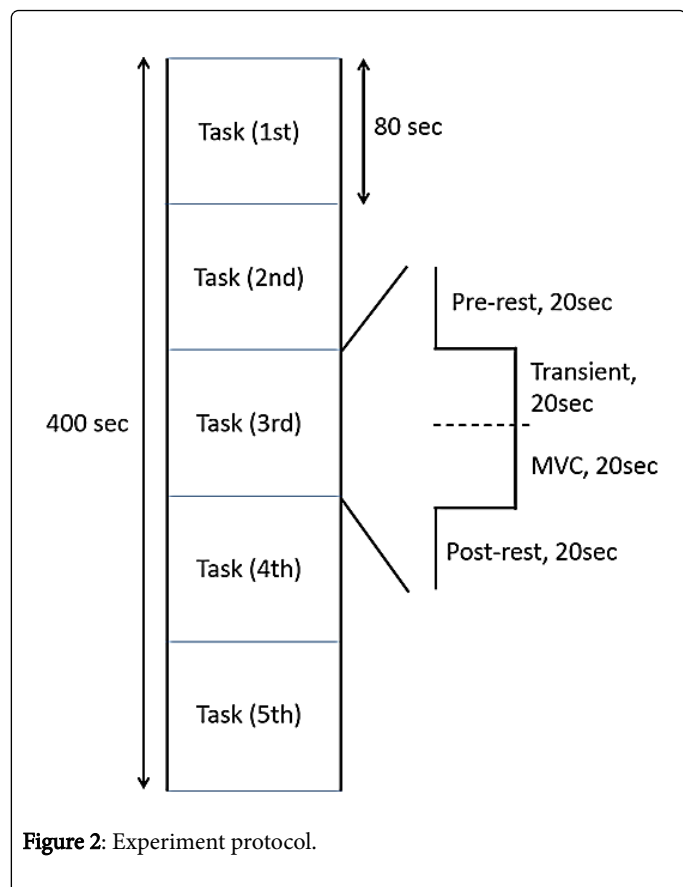 Task (1st)
80 sec
Task (2nd)
Pre-rest, 20sec
Transient,
20sec
400 sec
Task (3rd)
MVC, 20sec
Post-rest, 20sec
Task (4th)
Task (5th)
Figure 2: Experiment protocol.